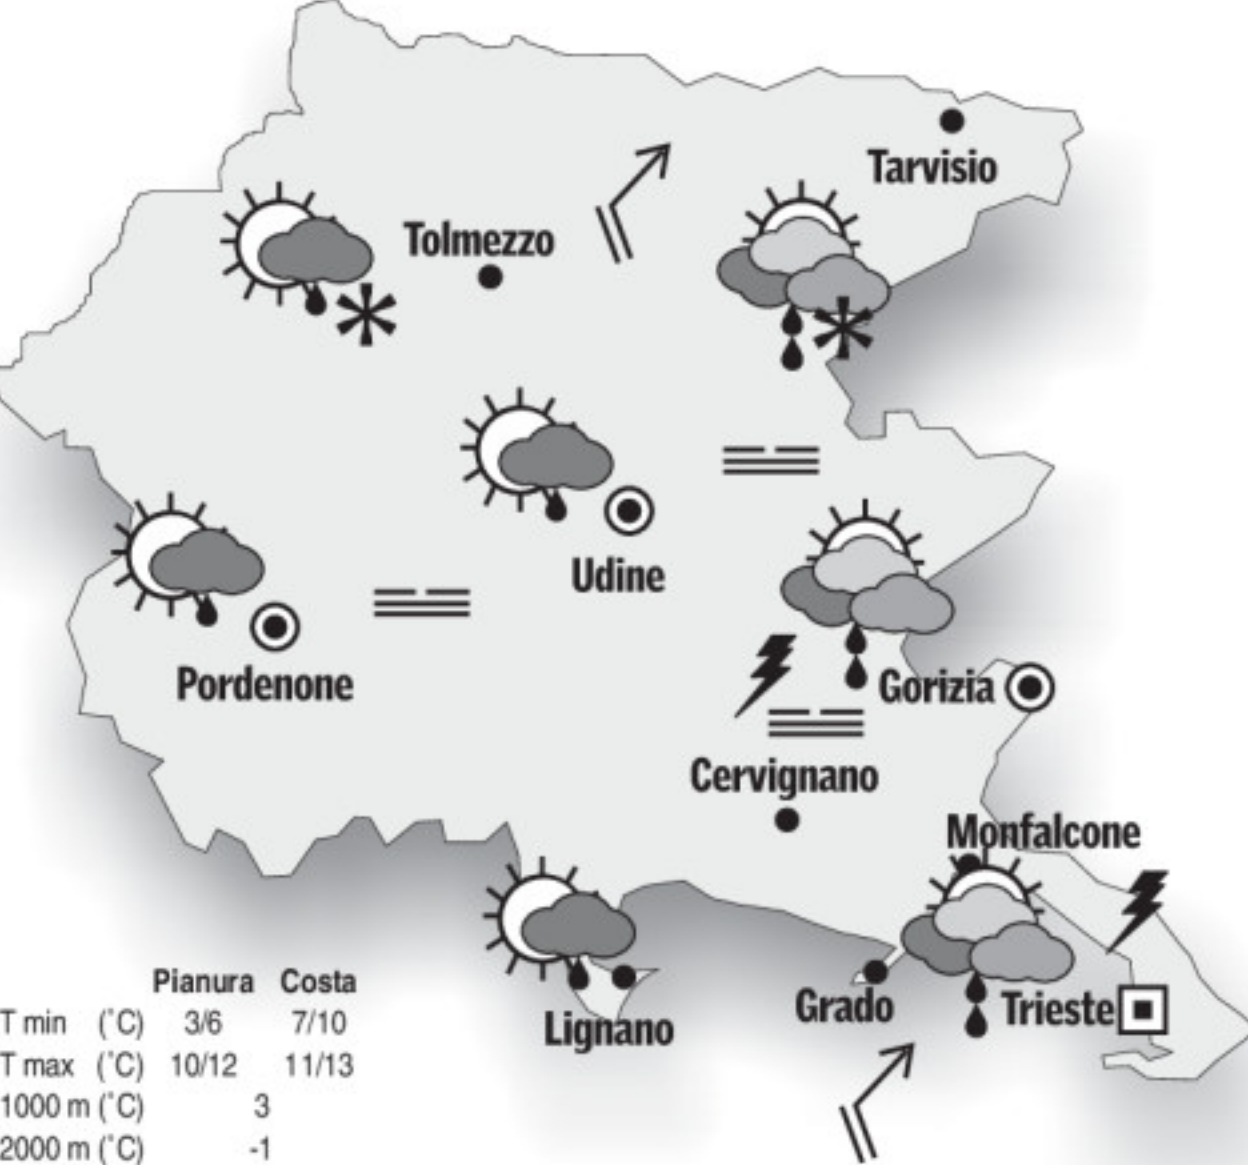 Tarvisio
Tolmezzo
Udine
Pordenone
Gorizia
Cervignano
Monfalcone
Grado
Trieste
Lignano
Pianura Costa
T min (°C) 3/6 7/10
T max (°C) 10/12 11/13
1000 m (°C) 3
2000 m (°C) -1